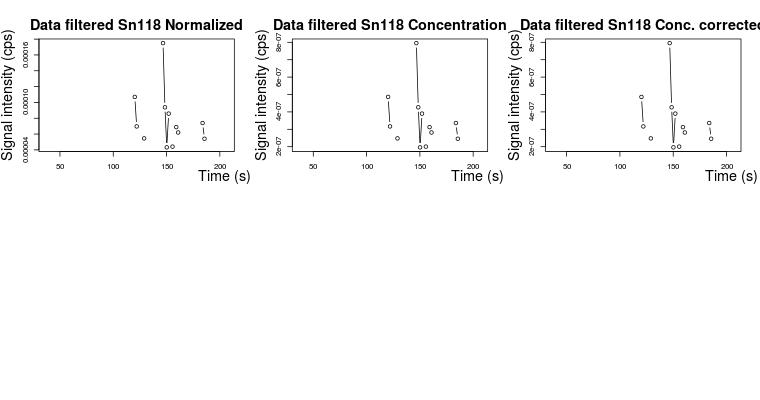 Data filtered Sn118 Normalized
Signal intensity (cps)
0.00004 0.00010 0.00016
50 100 150 200
Time (s)
Data filtered Sn118 Concentration
Signal intensity (cps)
2e-07 4e-07 6e-07 8e-07
50 100 150 200
Time (s)
Data filtered Sn118 Conc. corrected
Signal intensity (cps)
2e-07 4e-07 6e-07 8e-07
50 100 150 200
Time (s)